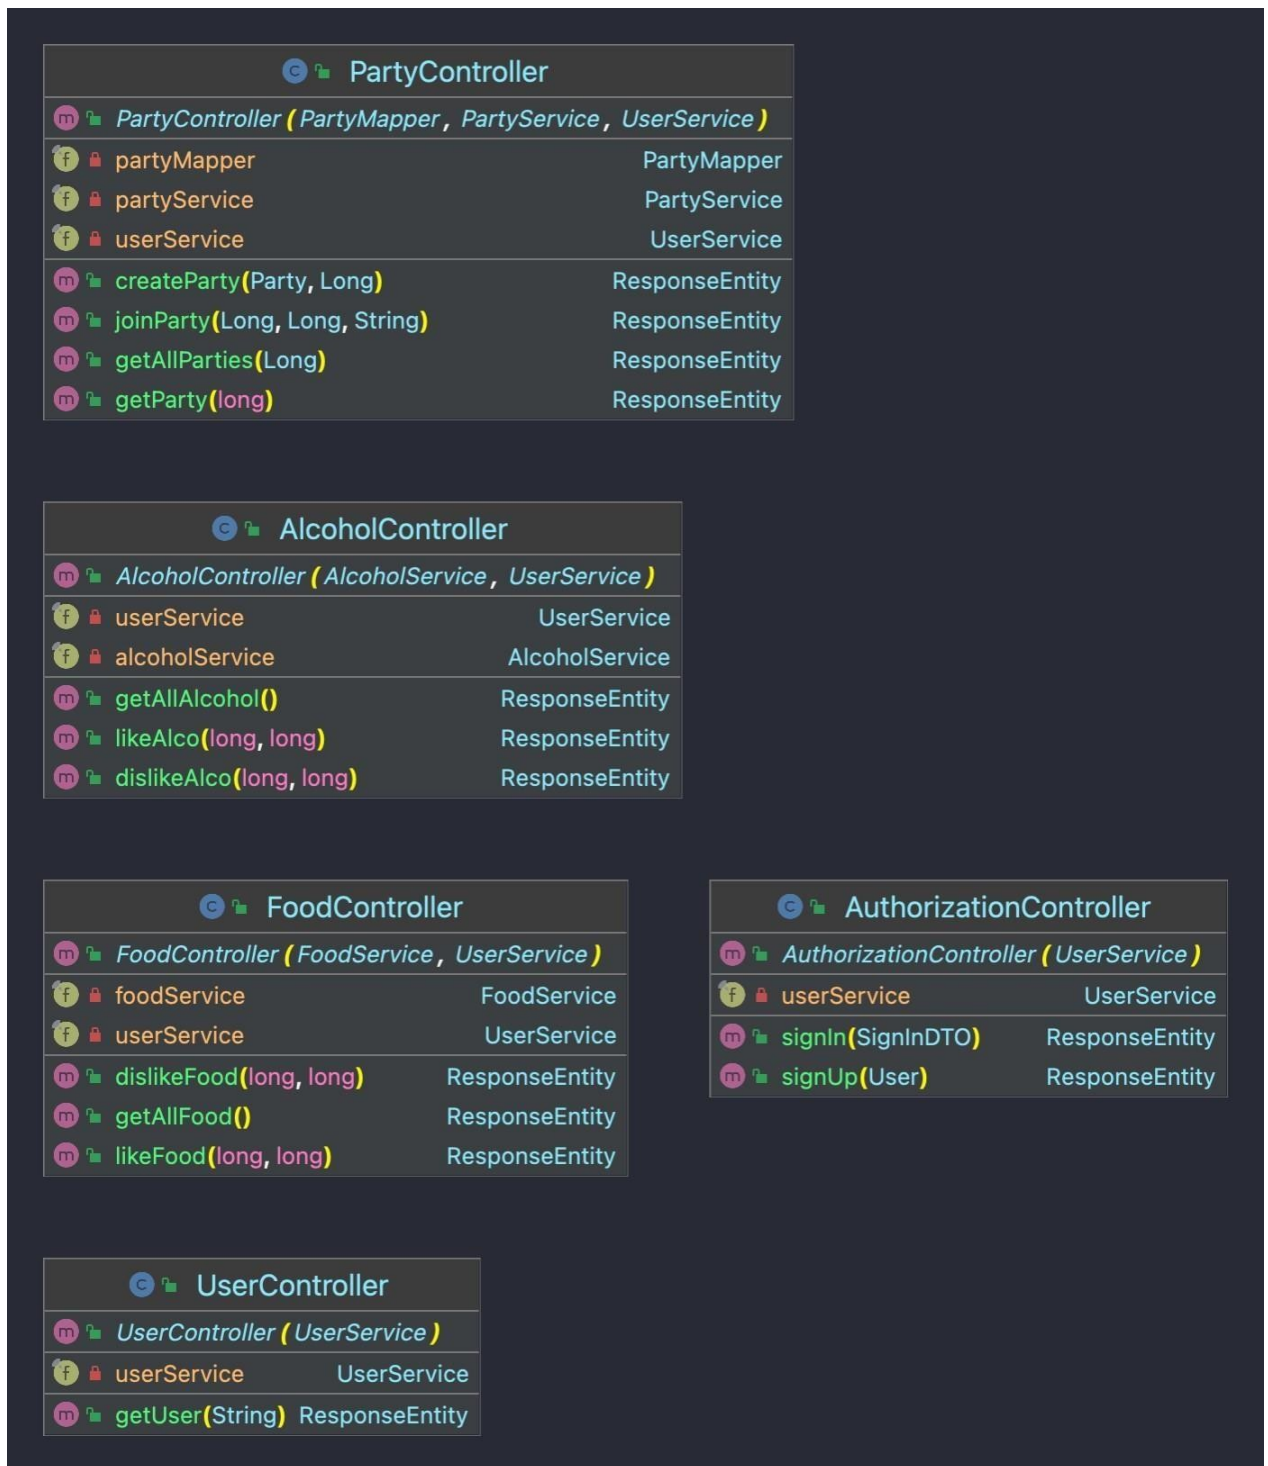 PartyController
PartyController(PartyMapper, PartyService, UserService)
partyMapper PartyMapper
partyService PartyService
userService UserService
createParty(Party, Long) ResponseEntity
joinParty(Long, Long, String) ResponseEntity
getAllParties(Long) ResponseEntity
getParty(long) ResponseEntity
AlcoholController
AlcoholController(AlcoholService, UserService)
userService UserService
alcoholService AlcoholService
getAllAlcohol() ResponseEntity
likeAlco(long, long) ResponseEntity
dislikeAlco(long, long) ResponseEntity
FoodController
FoodController(FoodService, UserService)
foodService FoodService
userService UserService
dislikeFood(long, long) ResponseEntity
getAllFood() ResponseEntity
likeFood(long, long) ResponseEntity
AuthorizationController
AuthorizationController(UserService)
userService UserService
signIn(SignInDTO) ResponseEntity
signUp(User) ResponseEntity
UserController
UserController(UserService)
userService UserService
getUser(String) ResponseEntity